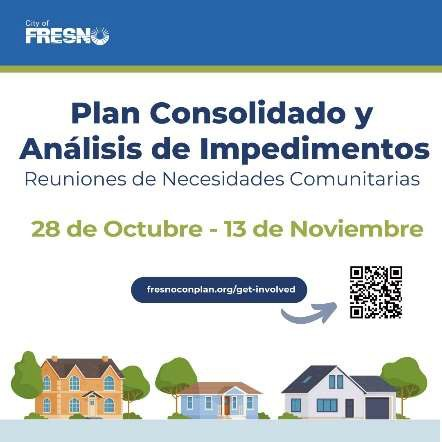 City of
FRESNO
Plan Consolidado y
Análisis de Impedimentos
Reuniones de Necesidades Comunitarias
28 de Octubre - 13 de Noviembre
fresnoconplan.org/get-involved